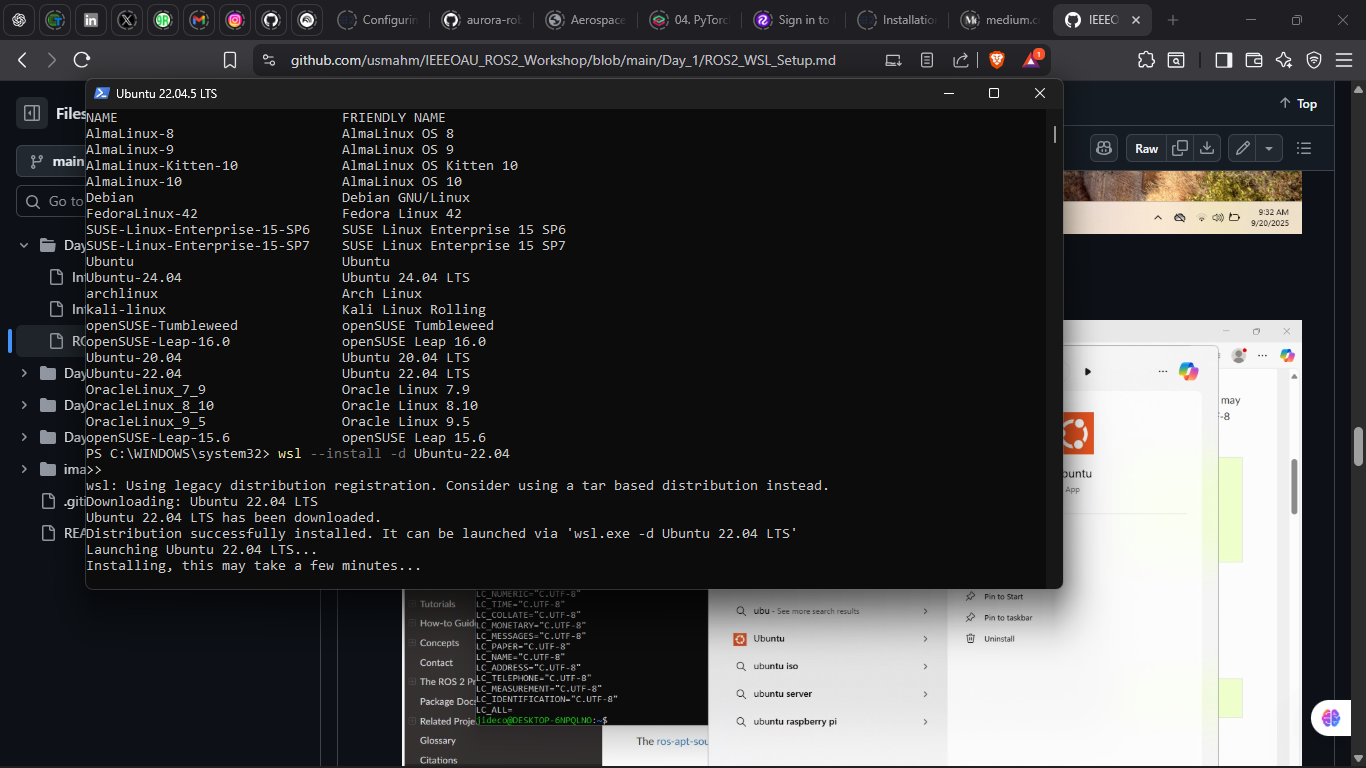 Configurin
aurora-rob
Aerospace
04. PyTorc
Sign in to
Installation
medium.c
IEEEC
github.com/usmahm/IEEEOAU_ROS2_Workshop/blob/main/Day_1/ROS2_WSL_Setup.md
1
Files
main
Go to
Day
Int
Int
RO
Day
Day
Day
ima
.giti
REA
Top
Raw
Ubuntu 22.04.5 LTS
NAME FRIENDLY NAME
AlmaLinux-8 AlmaLinux OS 8
AlmaLinux-9 AlmaLinux OS 9
AlmaLinux-Kitten-10 AlmaLinux OS Kitten 10
AlmaLinux-10 AlmaLinux OS 10
Debian Debian GNU/Linux
FedoraLinux-42 Fedora Linux 42
SUSE-Linux-Enterprise-15-SP6 SUSE Linux Enterprise 15 SP6
SUSE-Linux-Enterprise-15-SP7 SUSE Linux Enterprise 15 SP7
Ubuntu Ubuntu
Ubuntu-24.04 Ubuntu 24.04 LTS
archlinux Arch Linux
kali-linux Kali Linux Rolling
openSUSE-Tumbleweed openSUSE Tumbleweed
openSUSE-Leap-16.0 openSUSE Leap 16.0
Ubuntu-20.04 Ubuntu 20.04 LTS
Ubuntu-22.04 Ubuntu 22.04 LTS
OracleLinux_7_9 Oracle Linux 7.9
OracleLinux_8_10 Oracle Linux 8.10
OracleLinux_9_5 Oracle Linux 9.5
openSUSE-Leap-15.6 openSUSE Leap 15.6
PS C:\WINDOWS\system32> wsl --install -d Ubuntu-22.04
>>
wsl: Using legacy distribution registration. Consider using a tar based distribution instead.
Downloading: Ubuntu 22.04 LTS
Ubuntu 22.04 LTS has been downloaded.
Distribution successfully installed. It can be launched via 'wsl.exe -d Ubuntu 22.04 LTS'
Launching Ubuntu 22.04 LTS...
Installing, this may take a few minutes...
9:32 AM
9/20/2025
may
-8
buntu
App
Tutorials
How-to Guide
Concepts
Contact
The ROS 2 Pr
Package Docs
Related Proje
Glossary
Citations
LC_NUMERIC="C.UTF-8"
LC_TIME="C.UTF-8"
LC_COLLATE="C.UTF-8"
LC_MONETARY="C.UTF-8"
LC_MESSAGES="C.UTF-8"
LC_PAPER="C.UTF-8"
LC_NAME="C.UTF-8"
LC_ADDRESS="C.UTF-8"
LC_TELEPHONE="C.UTF-8"
LC_MEASUREMENT="C.UTF-8"
LC_IDENTIFICATION="C.UTF-8"
LC_ALL=
jideco@DESKTOP-6NPQLNO:~$
The ros-apt-sou
ubu - See more search results
Ubuntu
ubuntu iso
ubuntu server
ubuntu raspberry pi
Pin to Start
Pin to taskbar
Uninstall